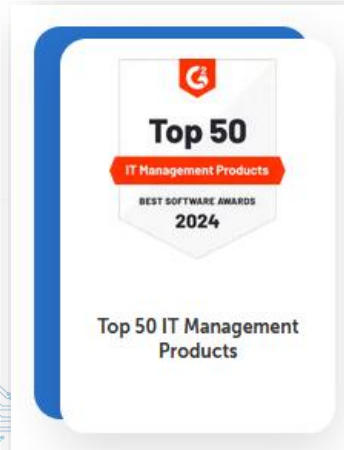 G2
Top 50
IT Management Products
BEST SOFTWARE AWARDS
2024
Top 50 IT Management
Products